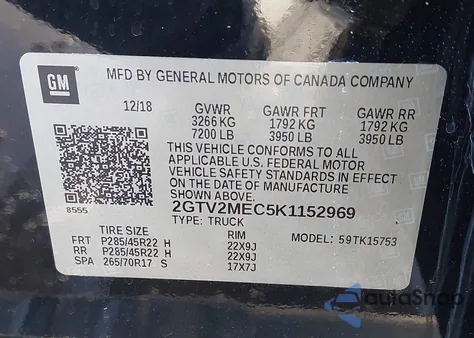 GM
MFD BY GENERAL MOTORS OF CANADA COMPANY
12/18 GVWR GAWR FRT GAWR RR
3266 KG 1792 KG 1792 KG
7200 LB 3950 LB 3950 LB
THIS VEHICLE CONFORMS TO ALL
APPLICABLE U.S. FEDERAL MOTOR
VEHICLE SAFETY STANDARDS IN EFFECT
ON THE DATE OF MANUFACTURE
8555 2GTV2MEC5K1152969
TYPE: TRUCK MODEL: 59TK15753
TIRE SIZE RIM
FRT P285/45R22 H 22X9J
RR P285/45R22 H 22X9J
SPA 265/70R17 S 17X7J
autoSnap